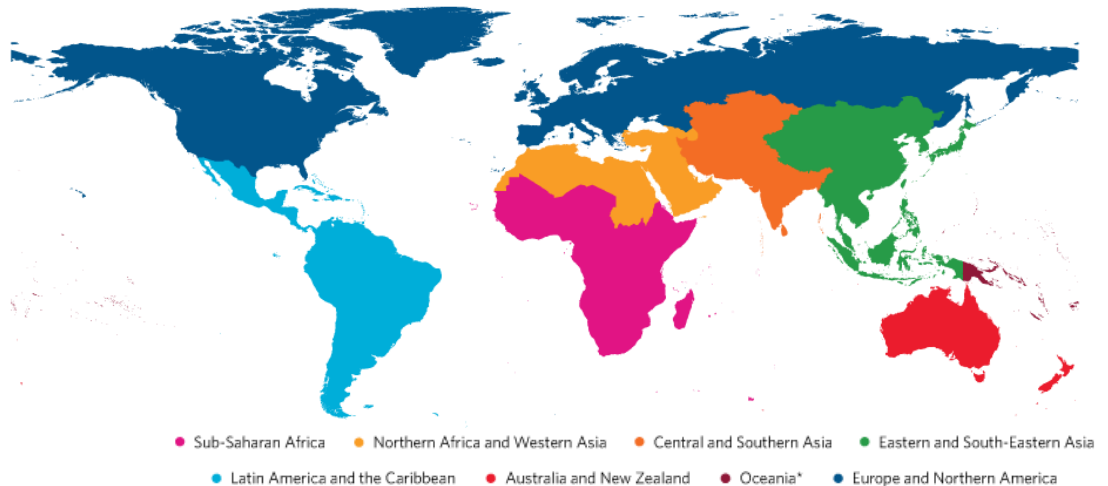 Sub-Saharan Africa Northern Africa and Western Asia Central and Southern Asia Eastern and South-Eastern Asia
Latin America and the Caribbean Australia and New Zealand Oceania* Europe and Northern America